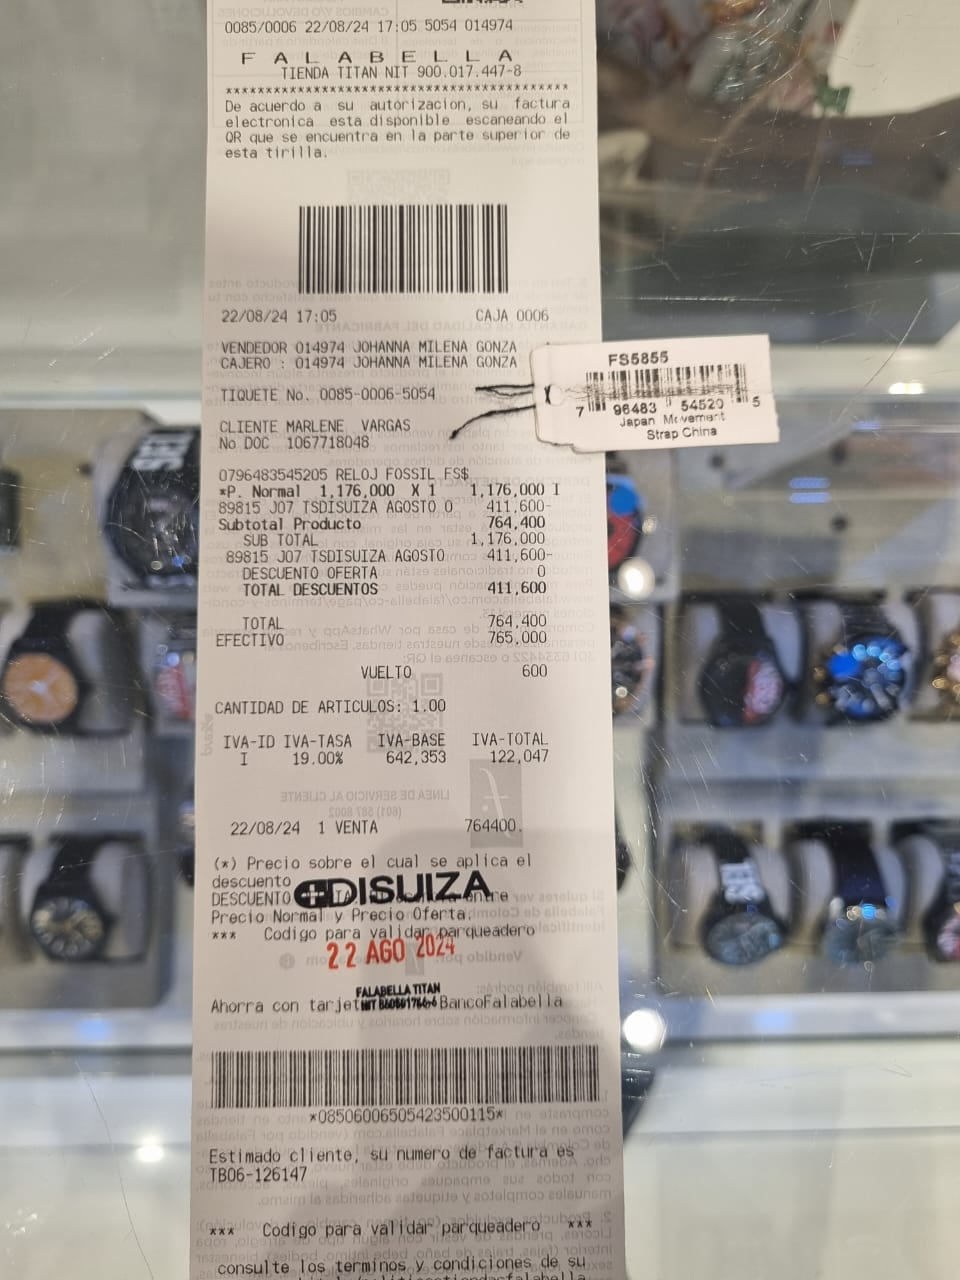 0085/0006 22/08/24 17:05 5054 014974
F A L A B E L L A
TIENDA TITAN NIT 900.017.447-8
******************************************
De acuerdo a su autorizacion, su factura
electronica esta disponible escaneando el
QR que se encuentra en la parte superior de
esta tirilla.
22/08/24 17:05 CAJA 0006
VENDEDOR 014974 JOHANNA MILENA GONZA
CAJERO : 014974 JOHANNA MILENA GONZA
TIQUETE No. 0085-0006-5054
CLIENTE MARLENE VARGAS
No DOC 1067718048
FS5855
7 96483 54520 5
Japan Movement
Strap China
0796483545205 RELOJ FOSSIL FS$
*P. Normal 1,176,000 X 1 1,176,000 I
89815 J07 TSDISUIZA AGOSTO 0 411,600-
Subtotal Producto 764,400
SUB TOTAL 1,176,000
89815 J07 TSDISUIZA AGOSTO 411,600-
DESCUENTO OFERTA 0
TOTAL DESCUENTOS 411,600
TOTAL 764,400
EFECTIVO 765,000
VUELTO 600
CANTIDAD DE ARTICULOS: 1.00
IVA-ID IVA-TASA IVA-BASE IVA-TOTAL
I 19.00% 642,353 122,047
22/08/24 1 VENTA 764400.
(*) Precio sobre el cual se aplica el
descuento
DISUIZA
DESCUENTO entre
Precio Normal y Precio Oferta.
*** Codigo para validar parqueadero
22 AGO 2024
FALABELLA TITAN
Ahorra con BancoFalabella
*08506006505423500115*
Estimado cliente, su numero de factura es
TB06-126147
*** Codigo para validar parqueadero ***
consulte los terminos y condiciones de su